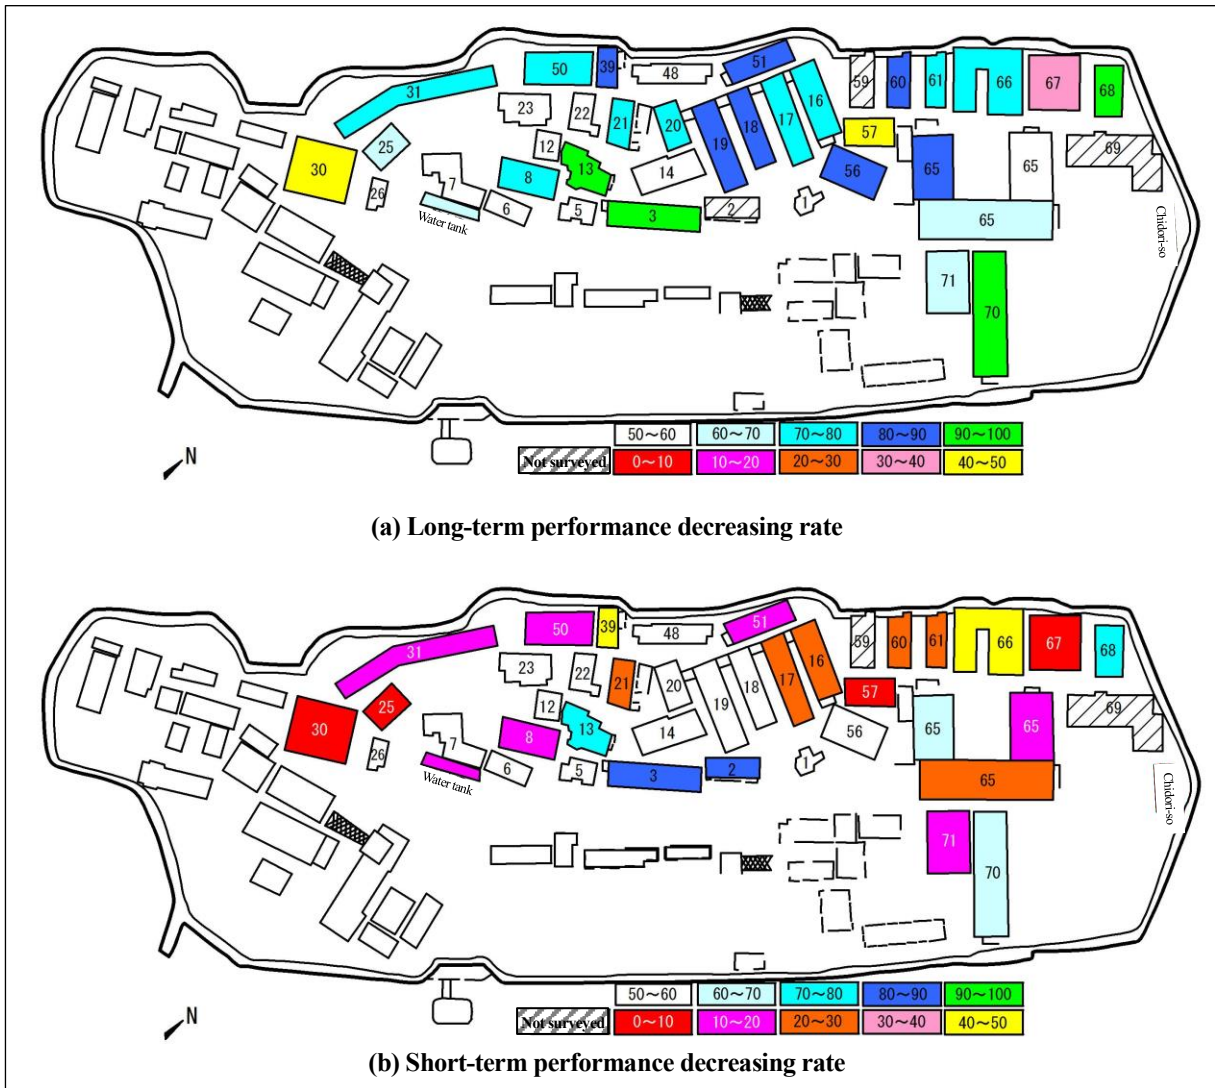 50 39 48 51 59 60 61 66 67 68
31 23 22 21 20 19 18 17 16 57
25 12 13 14 56 65 65 69
30 26 7 8 6 5 3 2 1 65
Water tank
Chidori-so
71 70
N
50～60 60～70 70～80 80～90 90～100
Not surveyed 0～10 10～20 20～30 30～40 40～50
(a) Long-term performance decreasing rate
50 39 48 51 59 60 61 66 67 68
31 23 22 21 20 19 18 17 16 57
25 12 13 14 56 65 65 69
30 26 7 8 6 5 3 2 1 65
Water tank
Chidori-so
71 70
N
50～60 60～70 70～80 80～90 90～100
Not surveyed 0～10 10～20 20～30 30～40 40～50
(b) Short-term performance decreasing rate